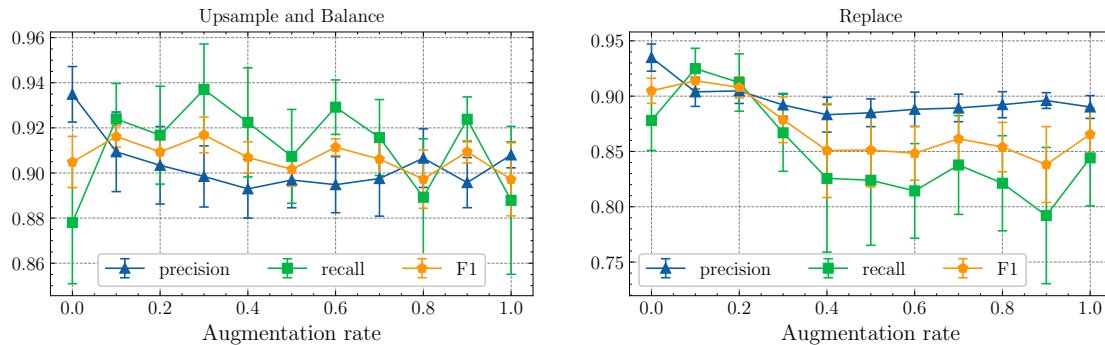 Upsample and Balance
0.96
0.94
0.92
0.90
0.88
0.86
precision
recall
F1
0.0
0.2
0.4
0.6
0.8
1.0
Augmentation rate
Replace
0.95
0.90
0.85
0.80
0.75
precision
recall
F1
0.0
0.2
0.4
0.6
0.8
1.0
Augmentation rate